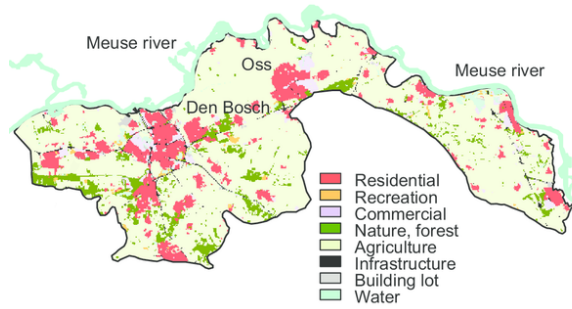 Meuse river
Oss
Meuse river
Den Bosch
Residential
Recreation
Commercial
Nature, forest
Agriculture
Infrastructure
Building lot
Water